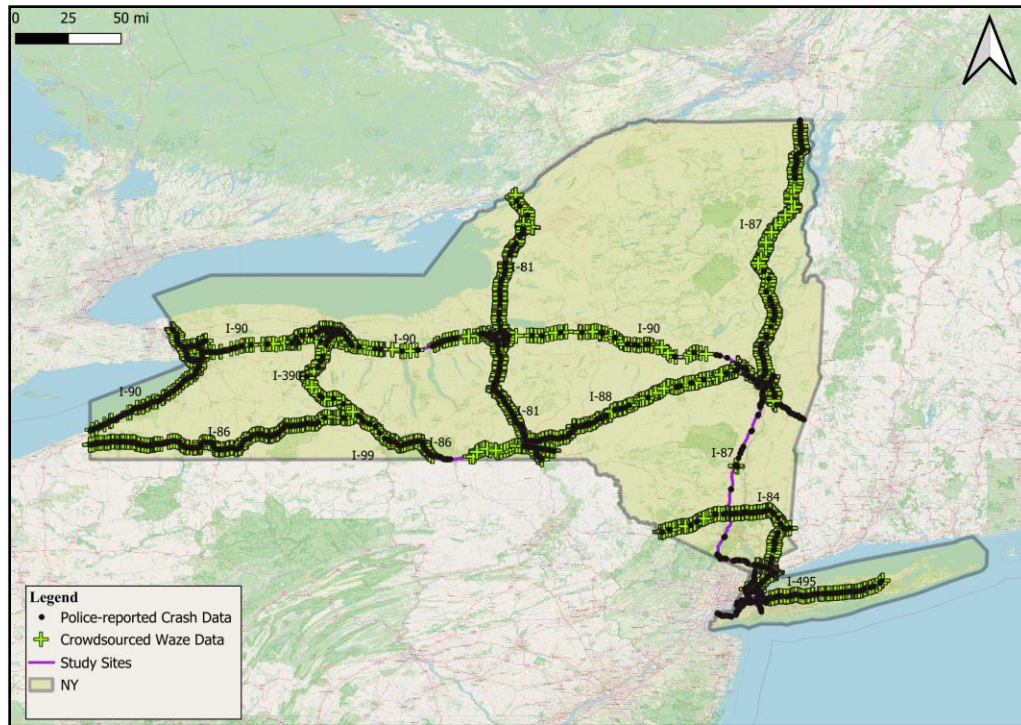 0 25 50 mi
I-87
I-81
I-90
I-90
I-90
I-390
I-90
I-88
I-81
I-86
I-86
I-99
I-87
I-84
I-495
Legend
Police-reported Crash Data
Crowdsourced Waze Data
Study Sites
NY